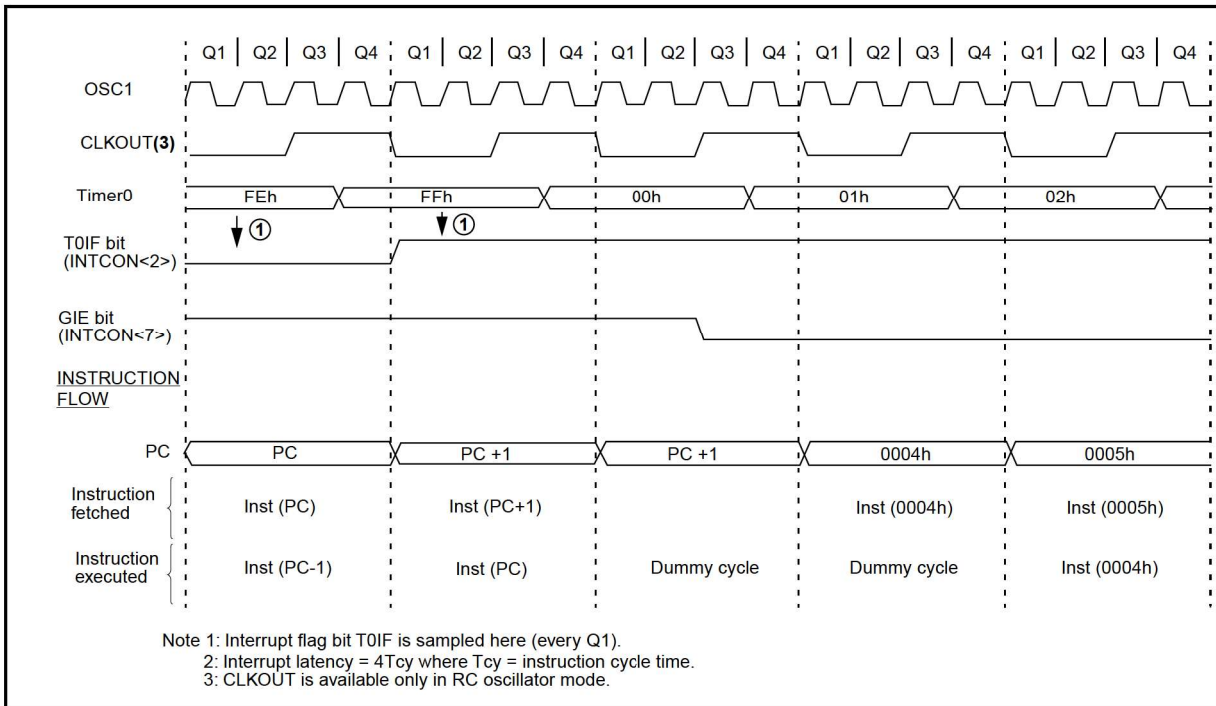 Q1 | Q2 | Q3 | Q4 Q1 | Q2 | Q3 | Q4 Q1 | Q2 | Q3 | Q4 Q1 | Q2 | Q3 | Q4 Q1 | Q2 | Q3 | Q4
OSC1
CLKOUT(3)
Timer0 FEh FFh 00h 01h 02h
① ①
T0IF bit
(INTCON<2>)
GIE bit
(INTCON<7>)
INSTRUCTION
FLOW
PC PC PC +1 PC +1 0004h 0005h
Instruction
fetched
Inst (PC) Inst (PC+1) Inst (0004h) Inst (0005h)
Instruction
executed
Inst (PC-1) Inst (PC) Dummy cycle Dummy cycle Inst (0004h)
Note 1: Interrupt flag bit T0IF is sampled here (every Q1).
2: Interrupt latency = 4Tcy where Tcy = instruction cycle time.
3: CLKOUT is available only in RC oscillator mode.